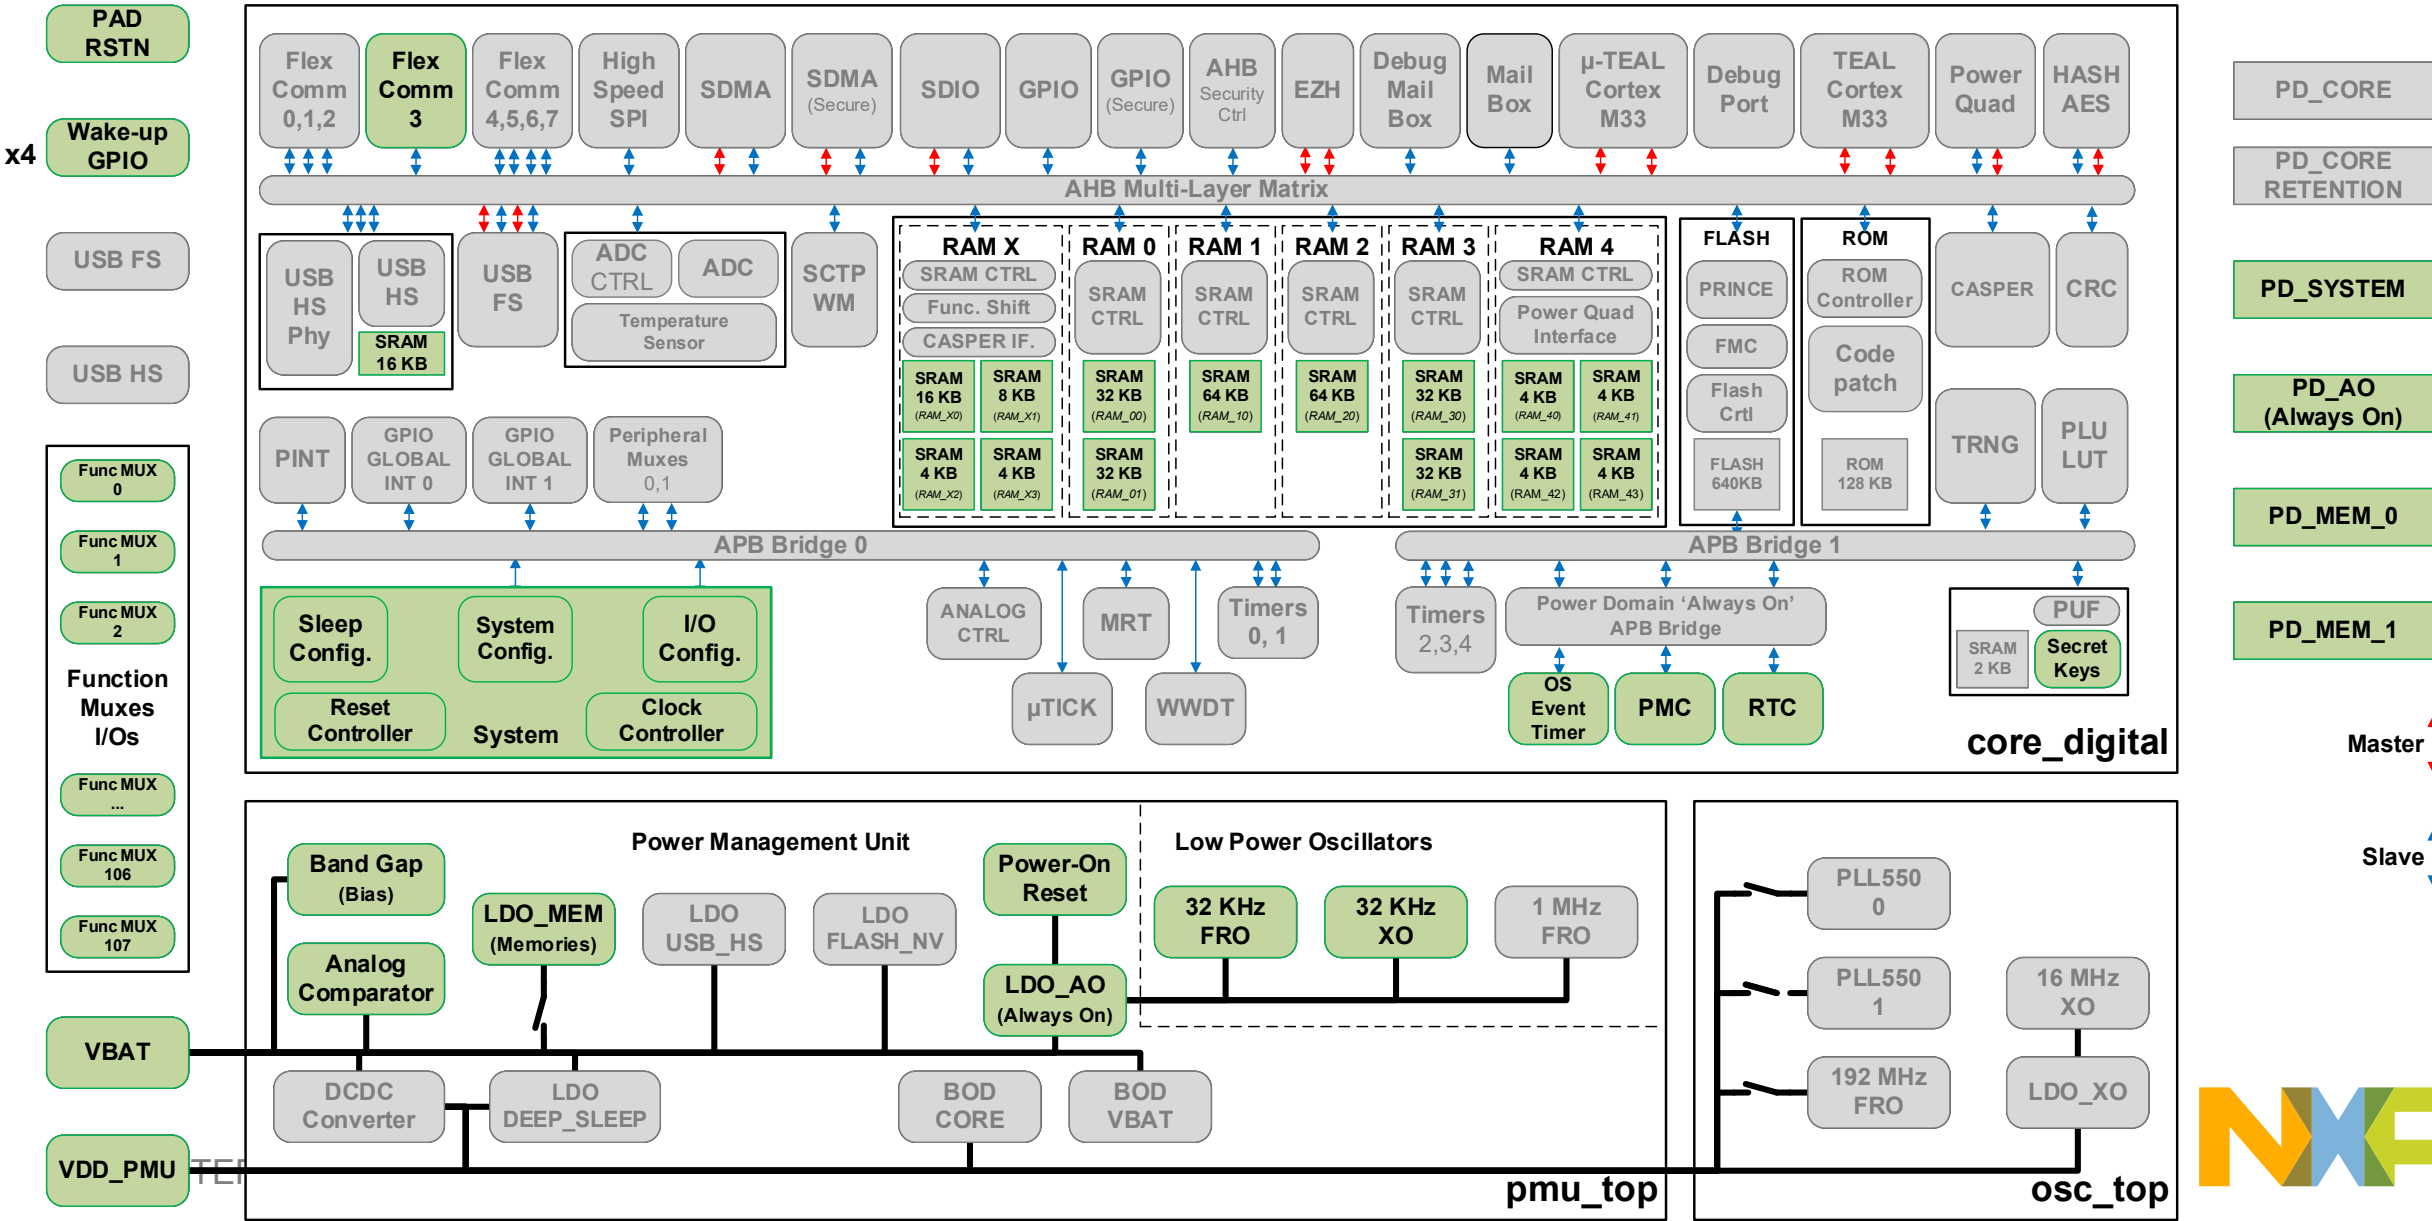 PAD
RSTN
x4
Wake-up
GPIO
USB FS
USB HS
Func MUX
0
Func MUX
1
Func MUX
2
Function
Muxes
I/Os
Func MUX
...
Func MUX
106
Func MUX
107
VBAT
VDD_PMU
Flex
Comm
0,1,2
Flex
Comm
3
Flex
Comm
4,5,6,7
High
Speed
SPI
SDMA
SDMA
(Secure)
SDIO
GPIO
GPIO
(Secure)
AHB
Security
Ctrl
EZH
Debug
Mail
Box
Mail
Box
µ-TEAL
Cortex
M33
Debug
Port
TEAL
Cortex
M33
Power
Quad
HASH
AES
AHB Multi-Layer Matrix
USB
HS
Phy
USB
HS
SRAM
16 KB
USB
FS
ADC
CTRL
ADC
Temperature
Sensor
SCTP
WM
RAM X
SRAM CTRL
Func. Shift
CASPER IF.
SRAM
16 KB
(RAM_X0)
SRAM
8 KB
(RAM_X1)
SRAM
4 KB
(RAM_X2)
SRAM
4 KB
(RAM_X3)
RAM 0
SRAM
CTRL
SRAM
32 KB
(RAM_00)
SRAM
32 KB
(RAM_01)
RAM 1
SRAM
CTRL
SRAM
64 KB
(RAM_10)
RAM 2
SRAM
CTRL
SRAM
64 KB
(RAM_20)
RAM 3
SRAM
CTRL
SRAM
32 KB
(RAM_30)
SRAM
32 KB
(RAM_31)
RAM 4
SRAM CTRL
Power Quad
Interface
SRAM
4 KB
(RAM_40)
SRAM
4 KB
(RAM_41)
SRAM
4 KB
(RAM_42)
SRAM
4 KB
(RAM_43)
FLASH
PRINCE
FMC
Flash
Crtl
FLASH
640KB
ROM
ROM
Controller
Code
patch
ROM
128 KB
CASPER
CRC
TRNG
PLU
LUT
PINT
GPIO
GLOBAL
INT 0
GPIO
GLOBAL
INT 1
Peripheral
Muxes
0,1
APB Bridge 0
APB Bridge 1
Sleep
Config.
System
Config.
I/O
Config.
Reset
Controller
System
Clock
Controller
ANALOG
CTRL
µTICK
MRT
WWDT
Timers
0, 1
Timers
2,3,4
Power Domain ‘Always On’
APB Bridge
OS
Event
Timer
PMC
RTC
PUF
SRAM
2 KB
Secret
Keys
core_digital
Power Management Unit
Band Gap
(Bias)
Analog
Comparator
LDO_MEM
(Memories)
LDO
USB_HS
LDO
FLASH_NV
Power-On
Reset
LDO_AO
(Always On)
Low Power Oscillators
32 KHz
FRO
32 KHz
XO
1 MHz
FRO
DCDC
Converter
LDO
DEEP_SLEEP
BOD
CORE
BOD
VBAT
pmu_top
PLL550
0
PLL550
1
192 MHz
FRO
16 MHz
XO
LDO_XO
osc_top
PD_CORE
PD_CORE
RETENTION
PD_SYSTEM
PD_AO
(Always On)
PD_MEM_0
PD_MEM_1
Master
Slave
NXP